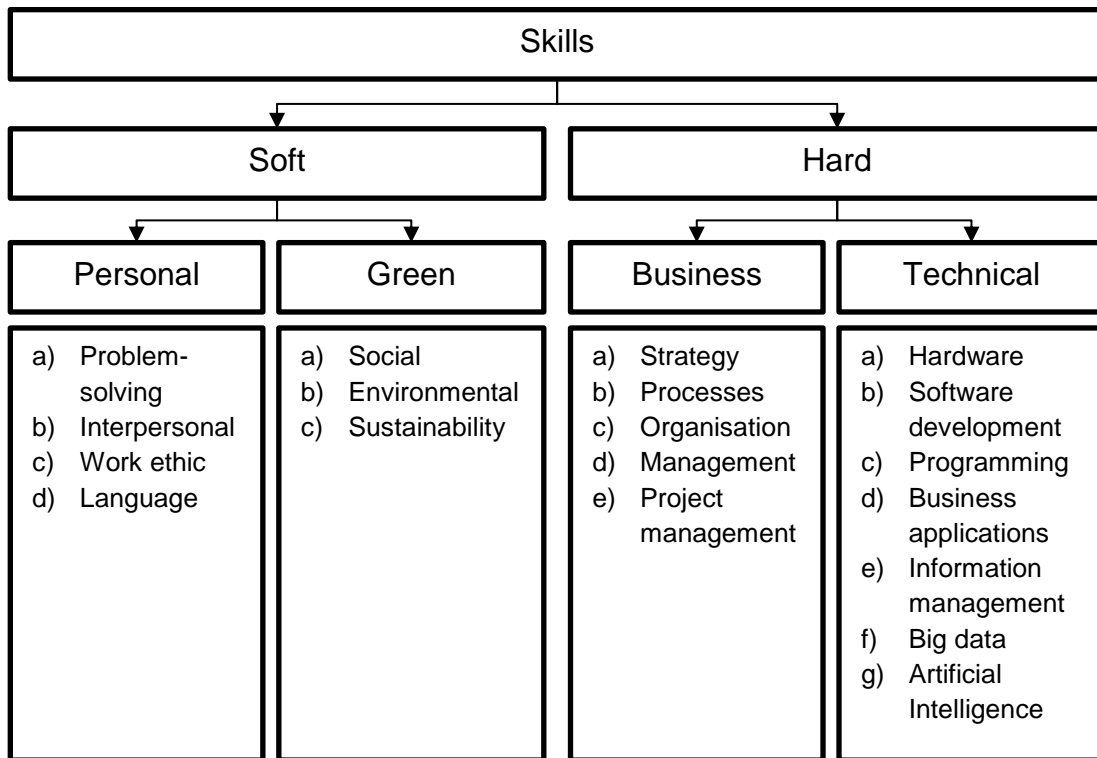 Skills
Soft
Hard
Personal
Green
Business
Technical
a) Problem-
solving
b) Interpersonal
c) Work ethic
d) Language
a) Social
b) Environmental
c) Sustainability
a) Strategy
b) Processes
c) Organisation
d) Management
e) Project
management
a) Hardware
b) Software
development
c) Programming
d) Business
applications
e) Information
management
f) Big data
g) Artificial
Intelligence